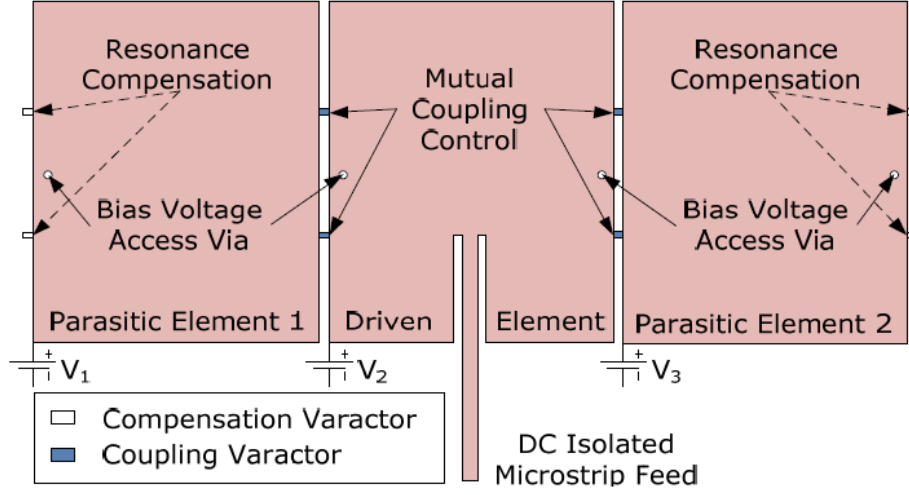 Resonance
Compensation
Mutual
Coupling
Control
Resonance
Compensation
Bias Voltage
Access Via
Bias Voltage
Access Via
Parasitic Element 1
Driven
Element
Parasitic Element 2
V1
V2
V3
Compensation Varactor
Coupling Varactor
DC Isolated
Microstrip Feed